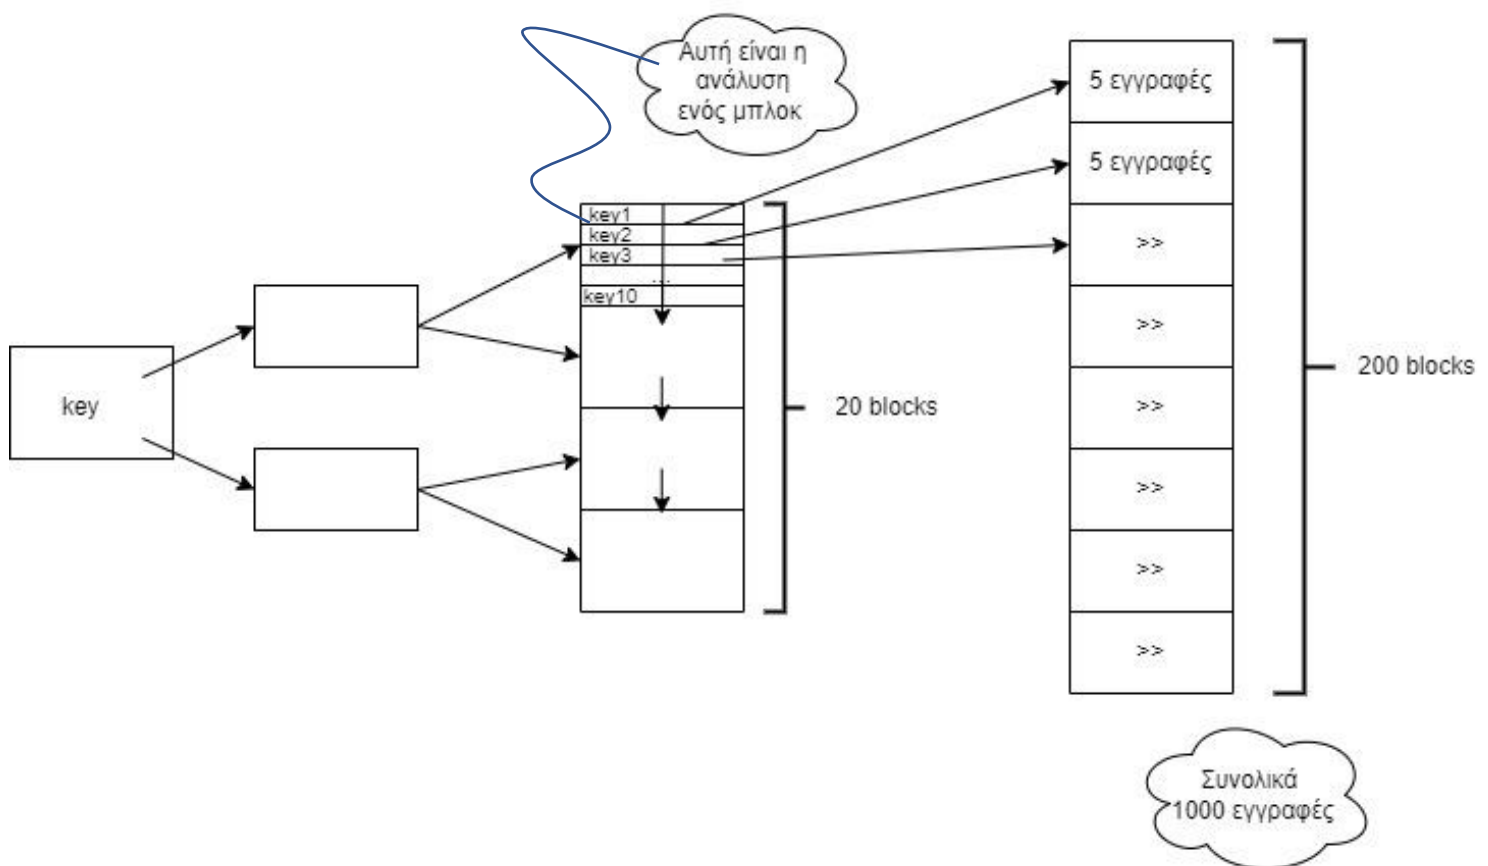 Αυτή είναι η
ανάλυση
ενός μπλοκ
5 εγγραφές
5 εγγραφές
>>
>>
>>
>>
>>
>>
200 blocks
key1
key2
key3
...
key10
20 blocks
key
Συνολικά
1000 εγγραφές